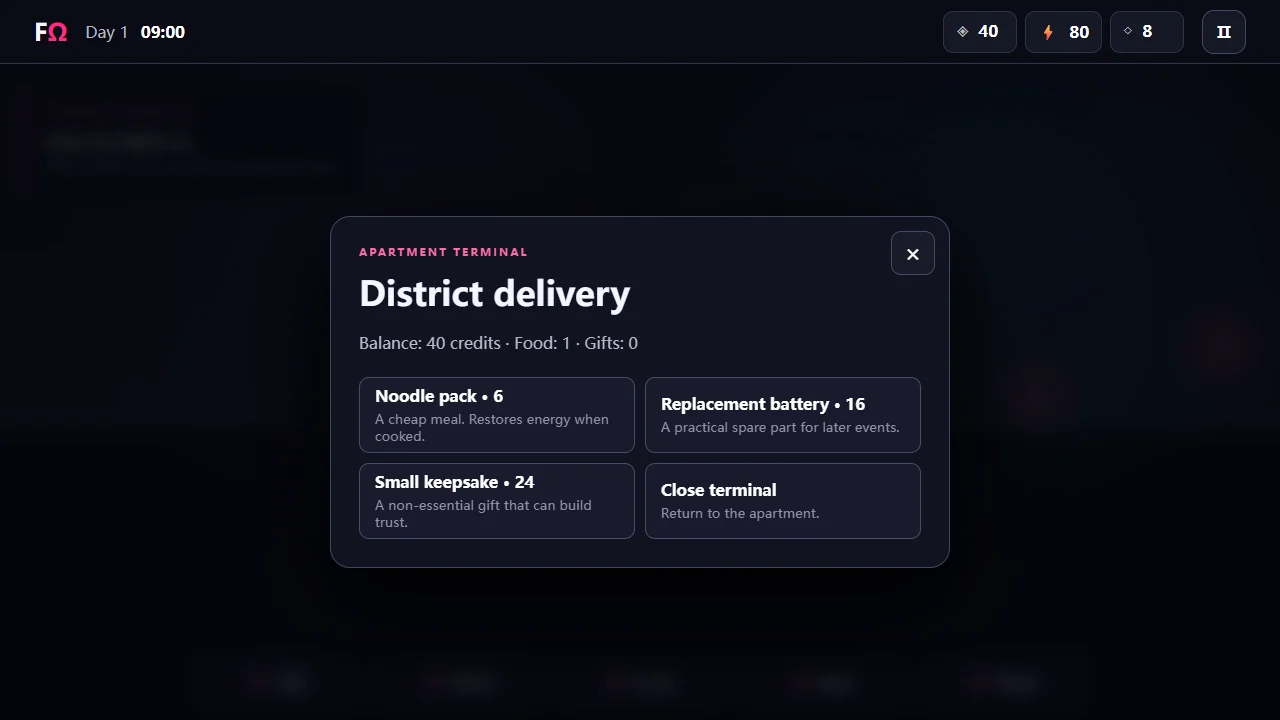 FΩ Day 1 09:00 ◈ 40 80 ◇ 8 II
APARTMENT TERMINAL ×
District delivery
Balance: 40 credits · Food: 1 · Gifts: 0
Noodle pack • 6
A cheap meal. Restores energy when
cooked.
Replacement battery • 16
A practical spare part for later events.
Small keepsake • 24
A non-essential gift that can build
trust.
Close terminal
Return to the apartment.